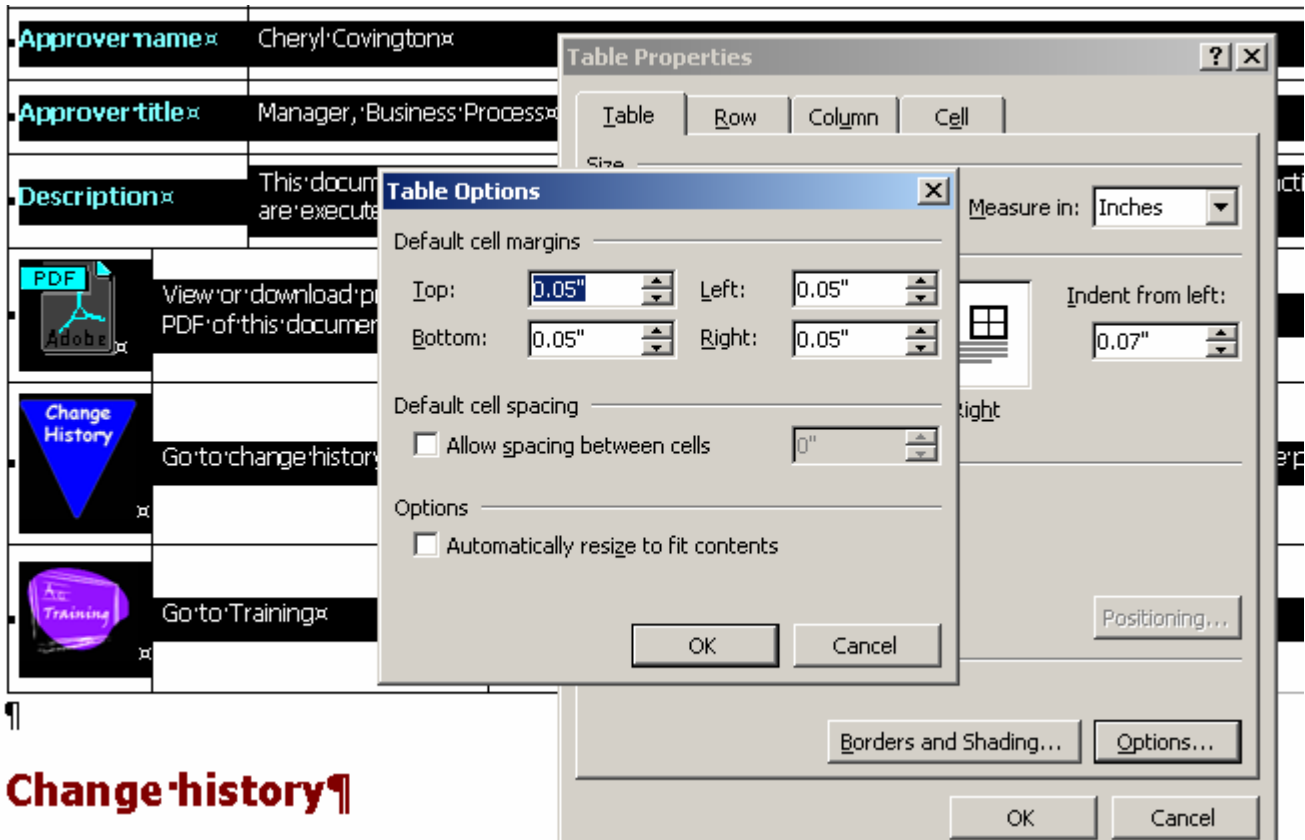 Approver·name¤ Cheryl·Covington¤
Table Properties
Approver·title¤ Manager,·Business·Process¤
Table Row Column Cell
Size
Description¤ This·docum
are·execute
Table Options
Measure in: Inches
Default cell margins
Top: 0.05" Left: 0.05"
Indent from left:
Bottom: 0.05" Right: 0.05"
0.07"
PDF
Adobe¤
View·or·download·p
PDF·of·this·documen
Default cell spacing
Right
Allow spacing between cells 0"
Change
History
¤
Go·to·change·history
Options
Automatically resize to fit contents
Training
¤
Go·to·Training¤
Positioning...
OK Cancel
¶
Borders and Shading... Options...
Change·history¶
OK Cancel